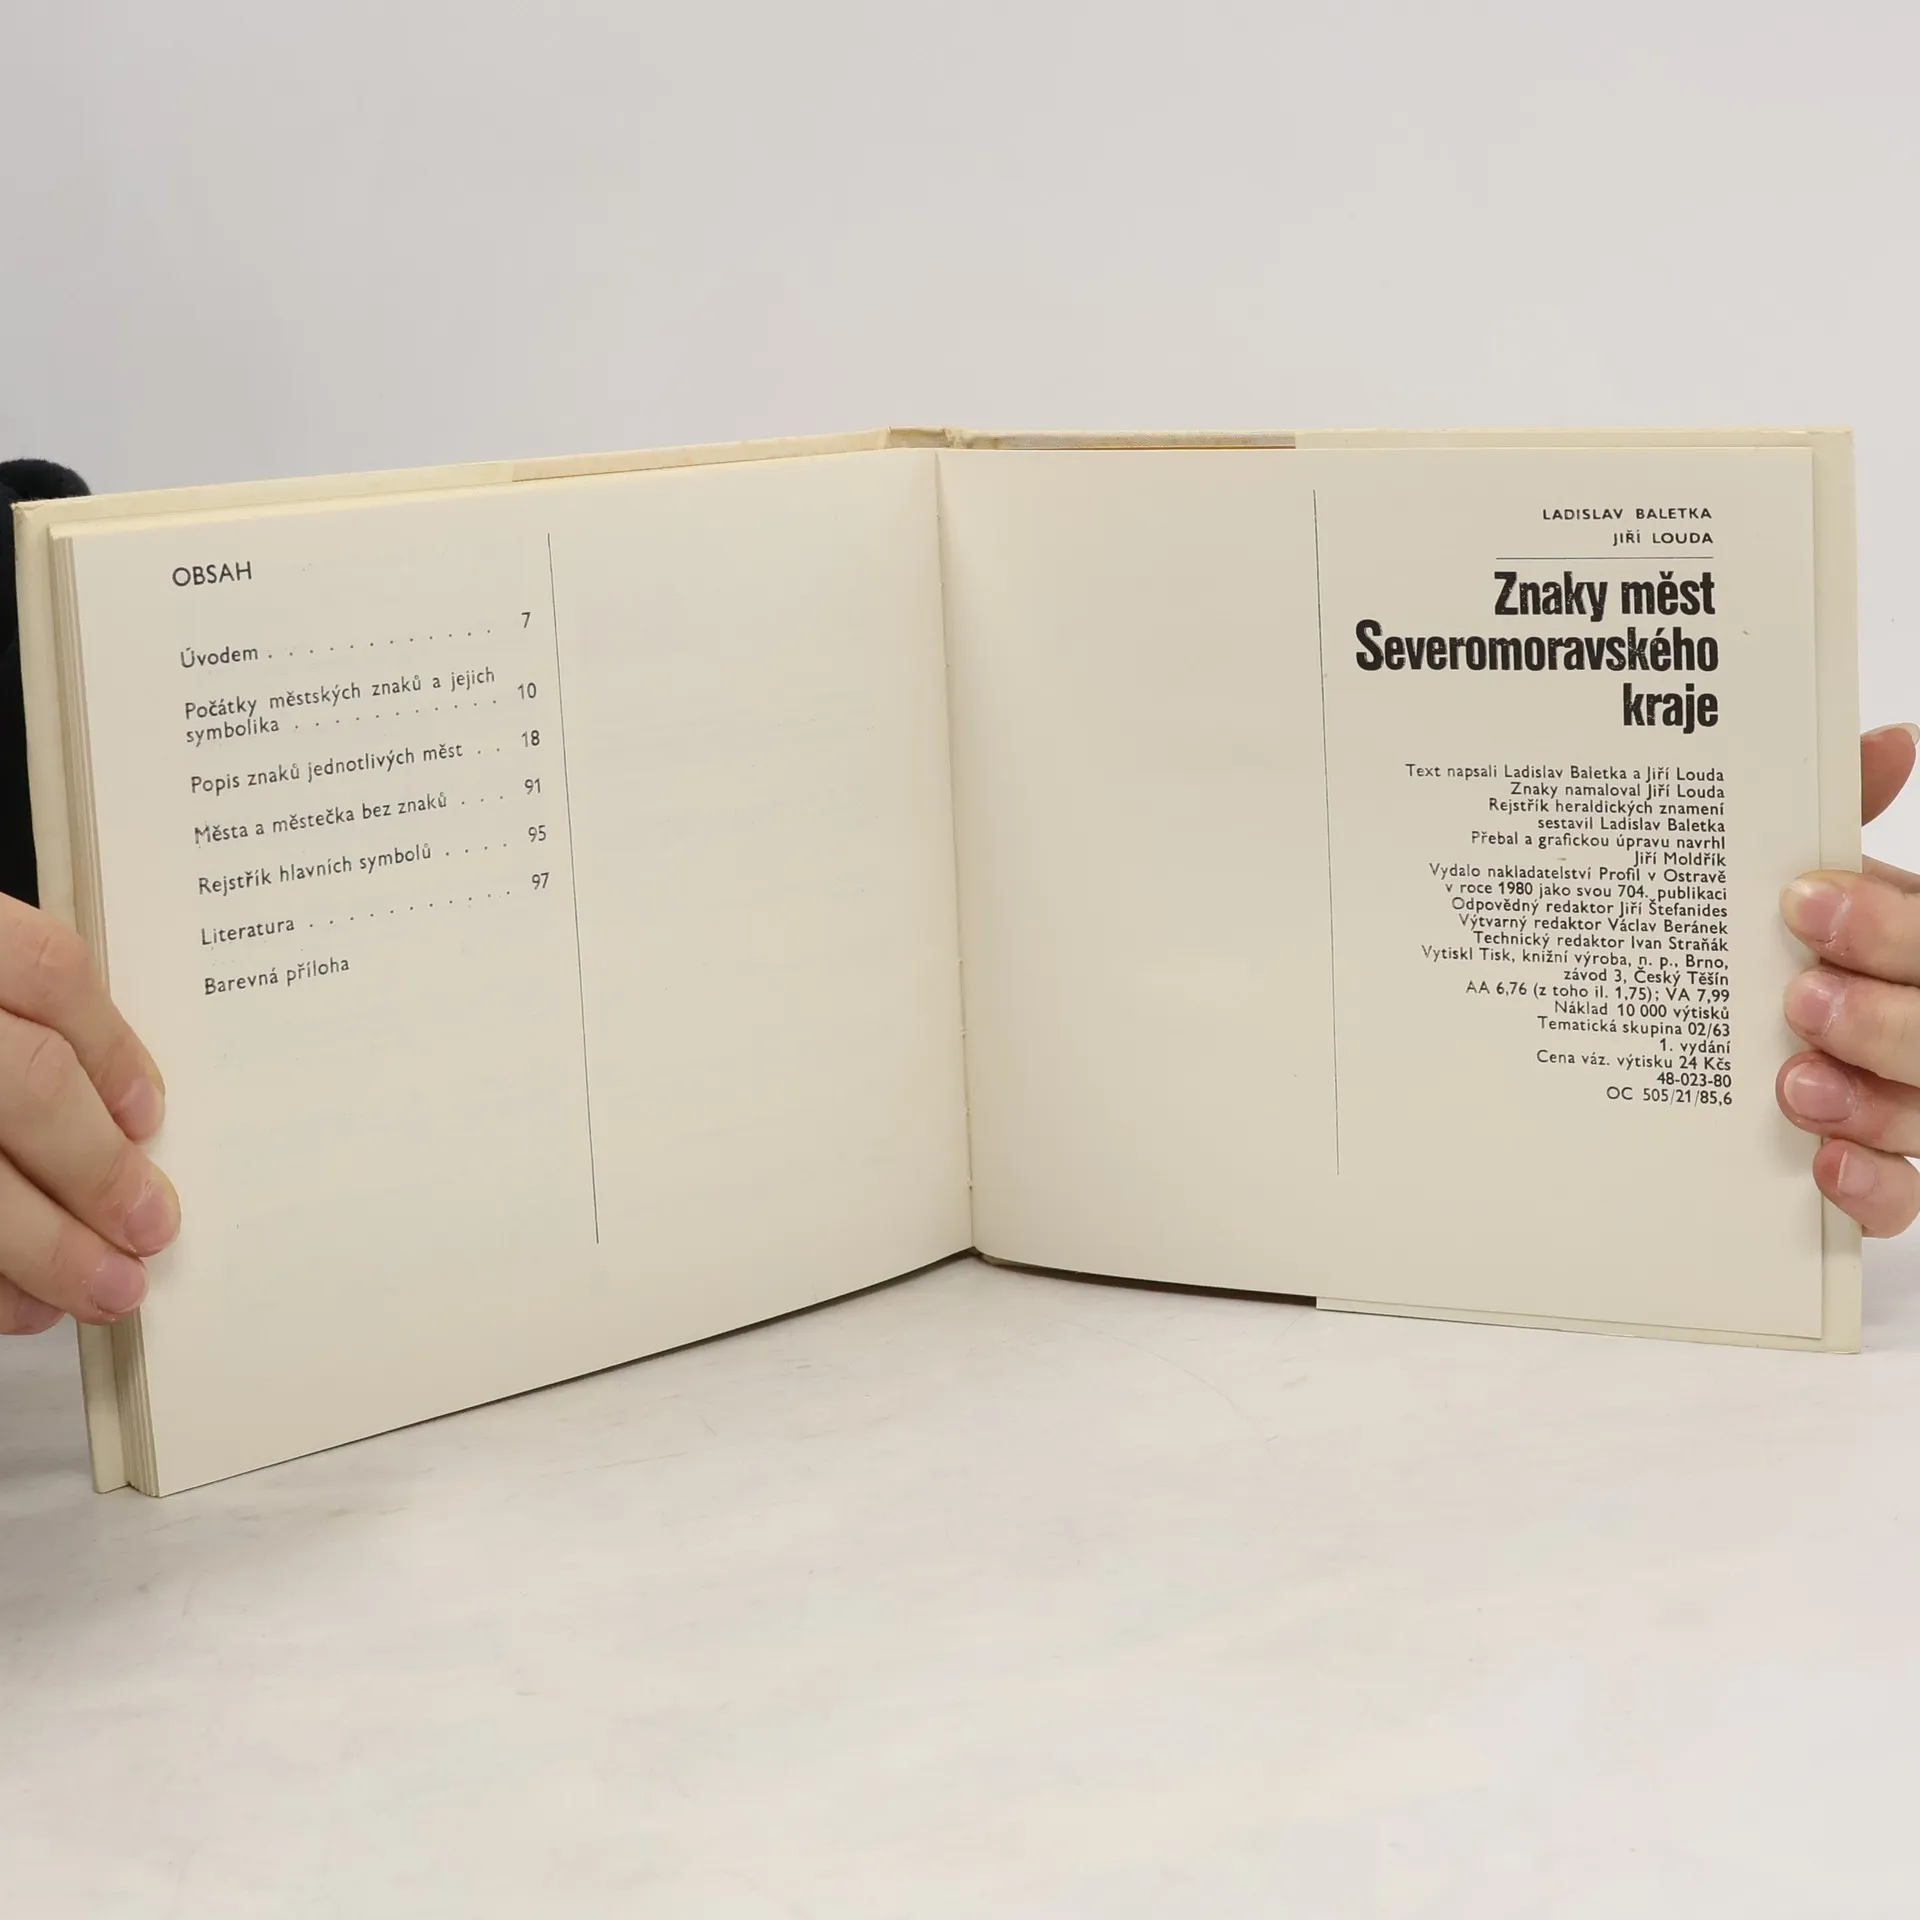 OBSAH
Úvodem . . . . . . . . . . . . 7
Počátky městských znaků a jejich
symbolika . . . . . . . . . . . 10
Popis znaků jednotlivých měst . . 18
Města a městečka bez znaků . . . 91
Rejstřík hlavních symbolů . . . . 95
Literatura . . . . . . . . . . . 97
Barevná příloha
LADISLAV BALETKA
JIŘÍ LOUDA
Znaky měst
Severomoravského
kraje
Text napsali Ladislav Baletka a Jiří Louda
Znaky namaloval Jiří Louda
Rejstřík heraldických znamení
sestavil Ladislav Baletka
Přebal a grafickou úpravu navrhl
Jiří Moldřík
Vydalo nakladatelství Profil v Ostravě
v roce 1980 jako svou 704. publikaci
Odpovědný redaktor Jiří Štefanides
Výtvarný redaktor Václav Beránek
Technický redaktor Ivan Straňák
Vytiskl Tisk, knižní výroba, n. p., Brno,
závod 3, Český Těšín
AA 6,76 (z toho il. 1,75); VA 7,99
Náklad 10 000 výtisků
Tematická skupina 02/63
1. vydání
Cena váz. výtisku 24 Kčs
48-023-80
OC 505/21/85,6